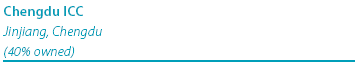 Chengdu ICC
Jinjiang, Chengdu
(40% owned)